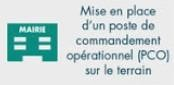 MAIRIE
Mise en place
d'un poste de
commandement
opérationnel (PCO)
sur le terrain